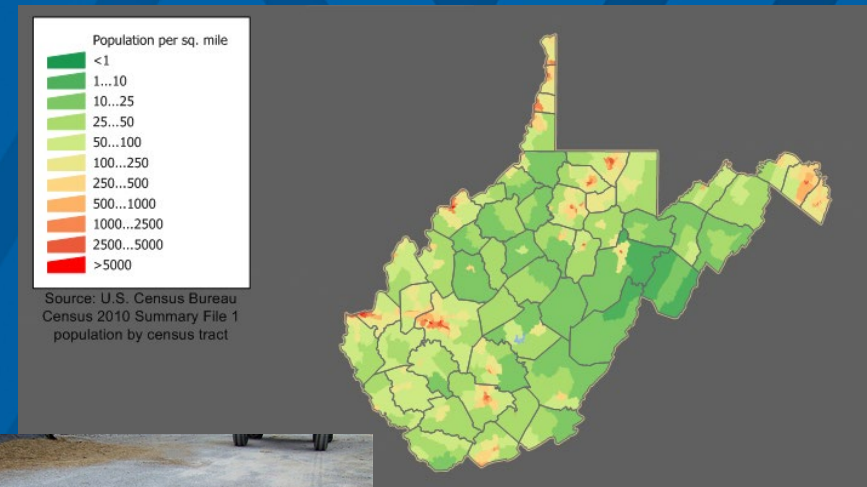 Population per sq. mile
<1
1...10
10...25
25...50
50...100
100...250
250...500
500...1000
1000...2500
2500...5000
>5000
Source: U.S. Census Bureau
Census 2010 Summary File 1
population by census tract